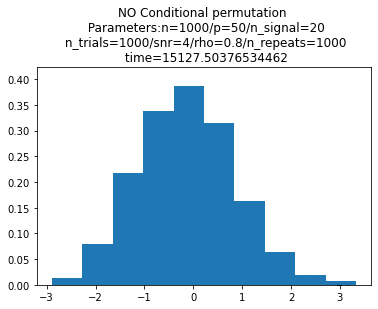 NO Conditional permutation
Parameters:n=1000/p=50/n_signal=20
n_trials=1000/snr=4/rho=0.8/n_repeats=1000
time=15127.50376534462
0.40
0.35
0.30
0.25
0.20
0.15
0.10
0.05
0.00
−3 −2 −1 0 1 2 3